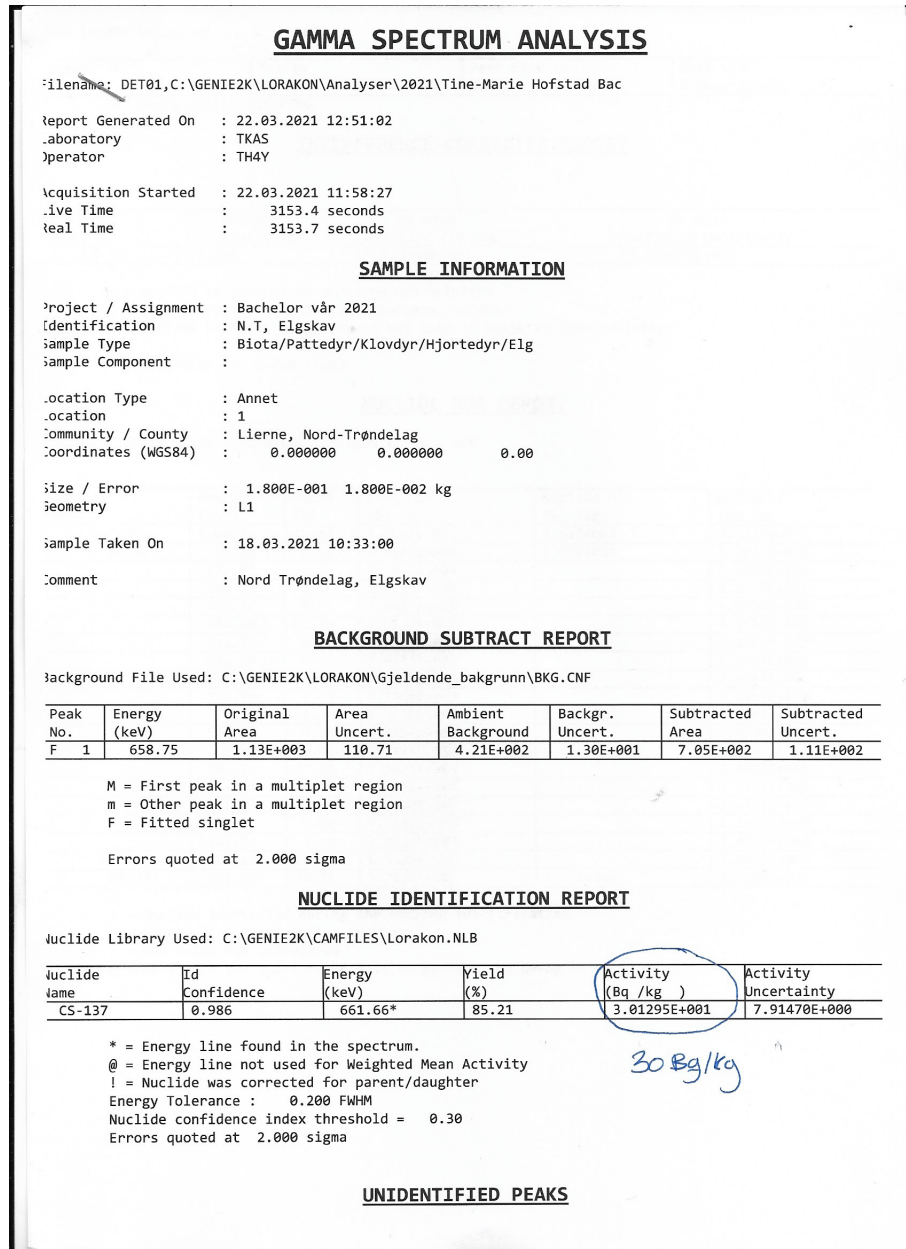 GAMMA SPECTRUM ANALYSIS
Filename: DET01,C:\GENIE2K\LORAKON\Analyser\2021\Tine-Marie Hofstad Bac
Report Generated On : 22.03.2021 12:51:02
Laboratory : TKAS
Operator : TH4Y
Acquisition Started : 22.03.2021 11:58:27
Live Time : 3153.4 seconds
Real Time : 3153.7 seconds
SAMPLE INFORMATION
Project / Assignment : Bachelor vår 2021
Identification : N.T, Elgskav
Sample Type : Biota/Pattedyr/Klovdyr/Hjortedyr/Elg
Sample Component :
Location Type : Annet
Location : 1
Community / County : Lierne, Nord-Trøndelag
Coordinates (WGS84) : 0.000000 0.000000 0.00
Size / Error : 1.800E-001 1.800E-002 kg
Geometry : L1
Sample Taken On : 18.03.2021 10:33:00
Comment : Nord Trøndelag, Elgskav
BACKGROUND SUBTRACT REPORT
Background File Used: C:\GENIE2K\LORAKON\Gjeldende_bakgrunn\BKG.CNF
Peak Energy Original Area Ambient Backgr. Subtracted Subtracted
No. (keV) Area Uncert. Background Uncert. Area Uncert.
F 1 658.75 1.13E+003 110.71 4.21E+002 1.30E+001 7.05E+002 1.11E+002
M = First peak in a multiplet region
m = Other peak in a multiplet region
F = Fitted singlet
Errors quoted at 2.000 sigma
NUCLIDE IDENTIFICATION REPORT
Nuclide Library Used: C:\GENIE2K\CAMFILES\Lorakon.NLB
Nuclide Id Energy Yield Activity Activity
Name Confidence (keV) (%) (Bq /kg ) Uncertainty
CS-137 0.986 661.66* 85.21 3.01295E+001 7.91470E+000
* = Energy line found in the spectrum.
@ = Energy line not used for Weighted Mean Activity
! = Nuclide was corrected for parent/daughter
Energy Tolerance : 0.200 FWHM
Nuclide confidence index threshold = 0.30
Errors quoted at 2.000 sigma
30 Bq/kg
UNIDENTIFIED PEAKS